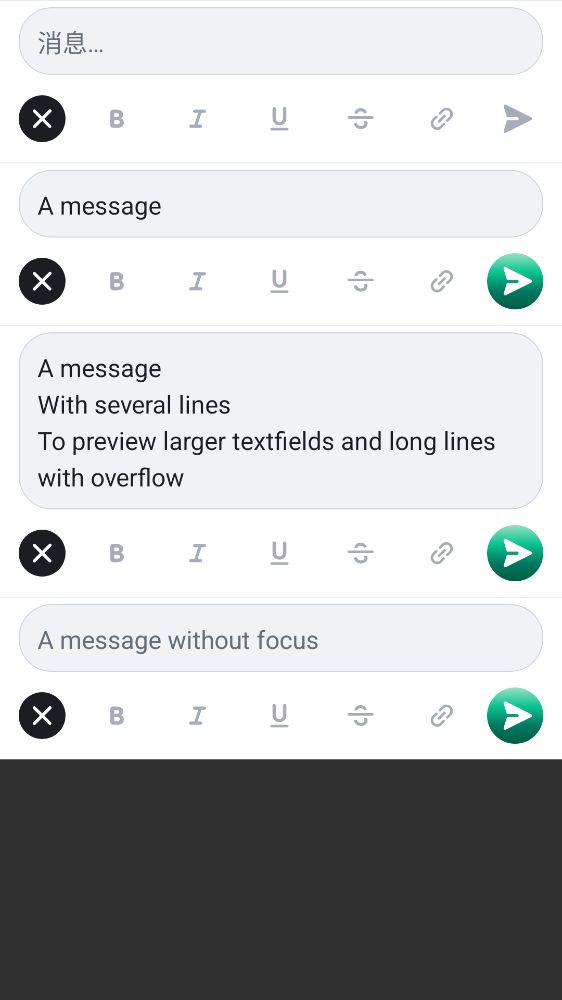 消息…
B I U S
A message
B I U S
A message
With several lines
To preview larger textfields and long lines
with overflow
B I U S
A message without focus
B I U S